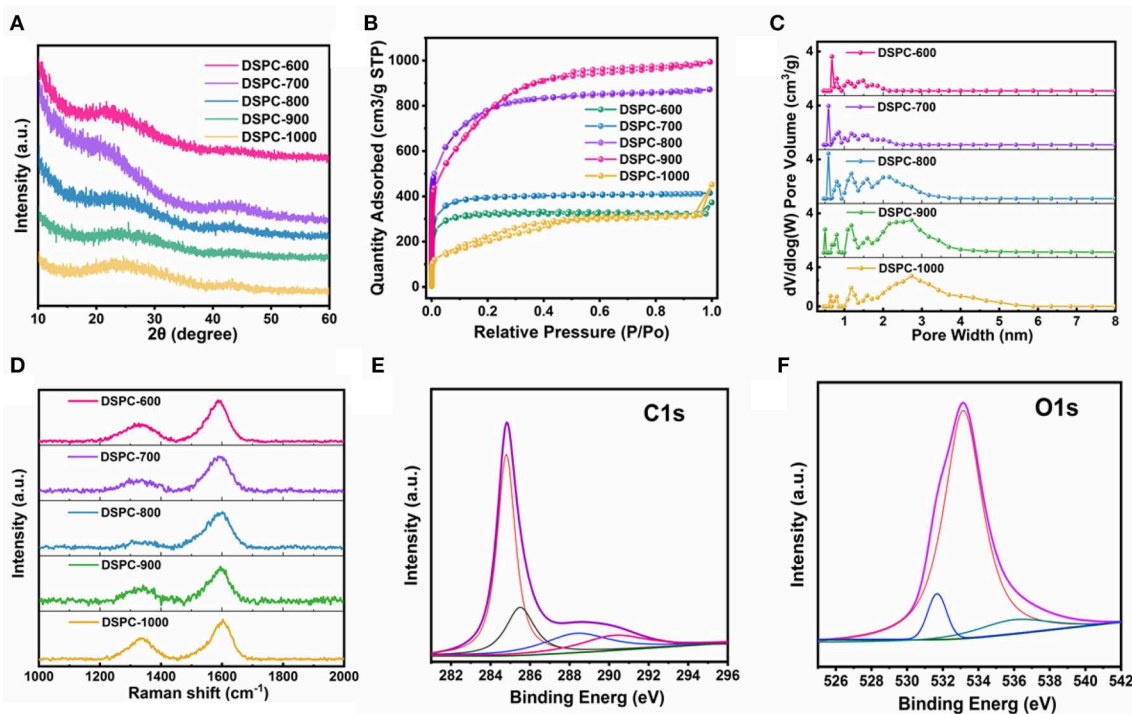 A
DSPC-600
DSPC-700
DSPC-800
DSPC-900
DSPC-1000
Intensity (a.u.)
10 20 30 40 50 60
2θ (degree)
B
1000
800
600
400
200
0
DSPC-600
DSPC-700
DSPC-800
DSPC-900
DSPC-1000
Quantity Adsorbed (cm3/g STP)
0.0 0.2 0.4 0.6 0.8 1.0
Relative Pressure (P/Po)
C
4 DSPC-600
4 DSPC-700
4 DSPC-800
4 DSPC-900
4 DSPC-1000
0
dV/dlog(W) Pore Volume (cm³/g)
1 2 3 4 5 6 7 8
Pore Width (nm)
D
DSPC-600
DSPC-700
DSPC-800
DSPC-900
DSPC-1000
Intensity (a.u.)
1000 1200 1400 1600 1800 2000
Raman shift (cm⁻¹)
E
C1s
Intensity (a.u.)
282 284 286 288 290 292 294 296
Binding Energ (eV)
F
O1s
Intensity (a.u.)
526 528 530 532 534 536 538 540 542
Binding Energ (eV)